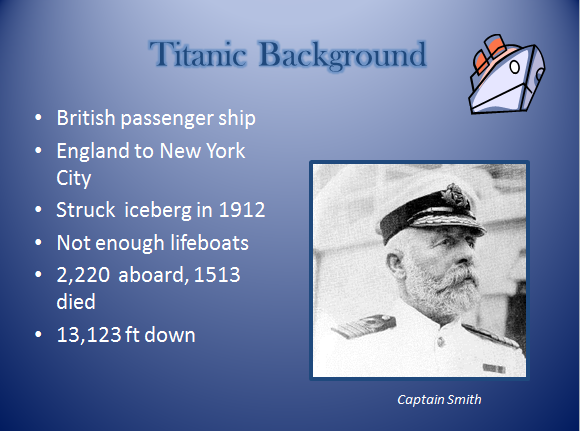 Titanic Background
• British passenger ship
• England to New York
City
• Struck iceberg in 1912
• Not enough lifeboats
• 2,220 aboard, 1513
died
• 13,123 ft down
Captain Smith